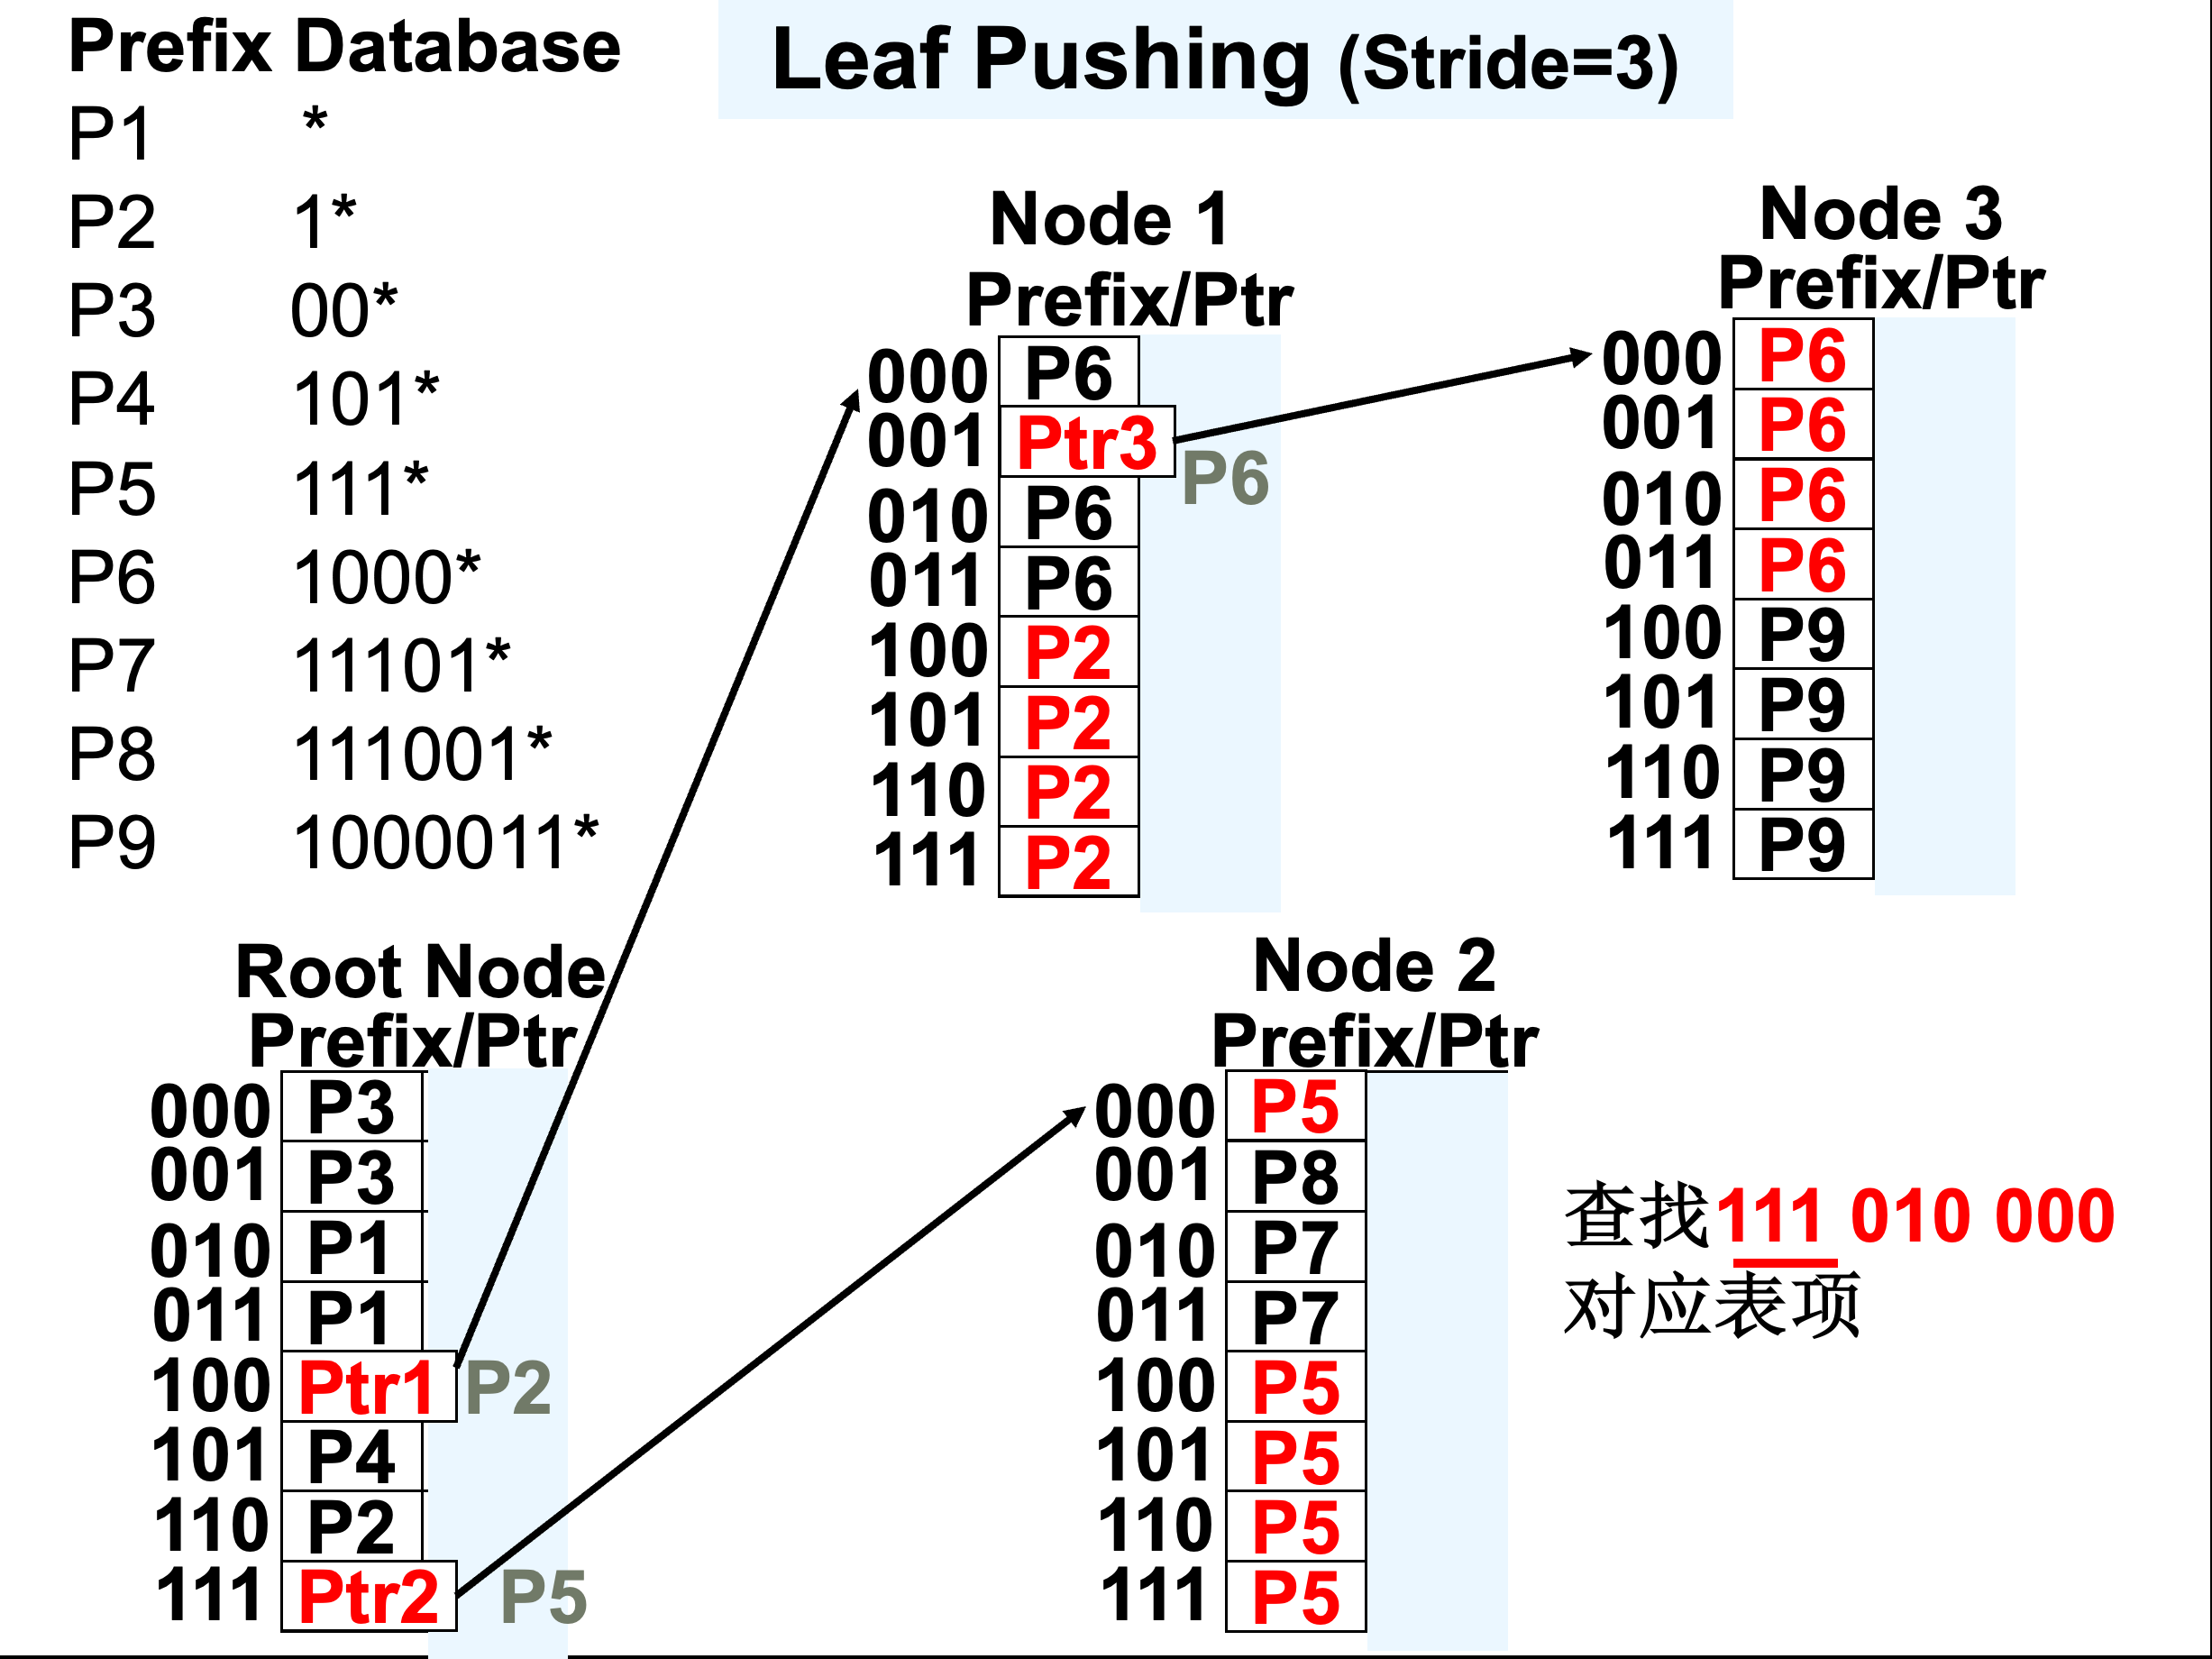 Prefix Database
P1 *
P2 1*
P3 00*
P4 101*
P5 111*
P6 1000*
P7 11101*
P8 111001*
P9 1000011*
Leaf Pushing (Stride=3)
Node 1
Prefix/Ptr
000 P6
001 Ptr3 P6
010 P6
011 P6
100 P2
101 P2
110 P2
111 P2
Node 3
Prefix/Ptr
000 P6
001 P6
010 P6
011 P6
100 P9
101 P9
110 P9
111 P9
Root Node
Prefix/Ptr
000 P3
001 P3
010 P1
011 P1
100 Ptr1 P2
101 P4
110 P2
111 Ptr2 P5
Node 2
Prefix/Ptr
000 P5
001 P8
010 P7
011 P7
100 P5
101 P5
110 P5
111 P5
查找111 010 000
对应表项